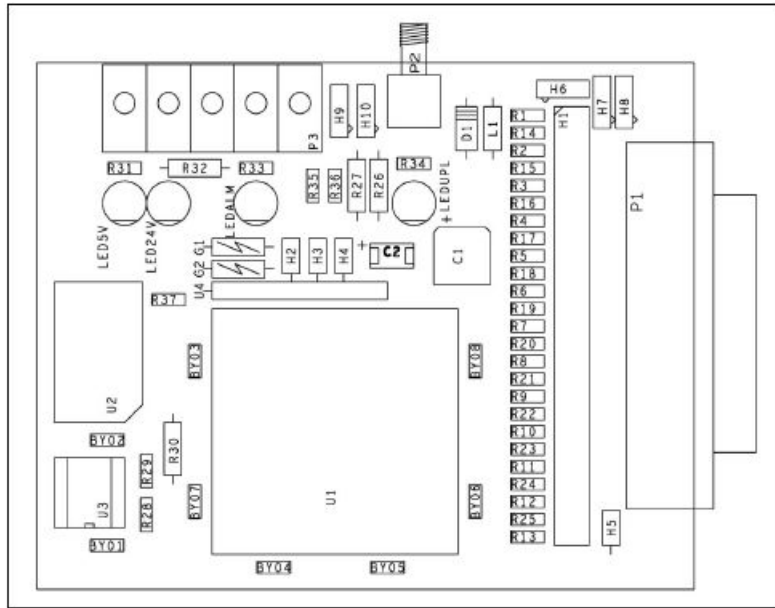 P2
H6
H9
H10
H7
H8
D1
L1
R1
H1
P3
R14
R2
R31
R32
R33
R34
R15
R35
R36
R27
R26
LEDUPL
R3
P1
R16
LEDALM
R4
+
LED5V
LED24V
G1
H2
H3
H4
+
C2
C1
R17
R5
G2
R18
U4
R6
R37
R19
R7
R20
BY03
BY08
R8
R21
U2
R9
R22
BY02
R10
R30
R23
R29
R11
R24
U3
R28
BY07
U1
BY06
R12
R25
H5
BY01
R13
BY04
BY05